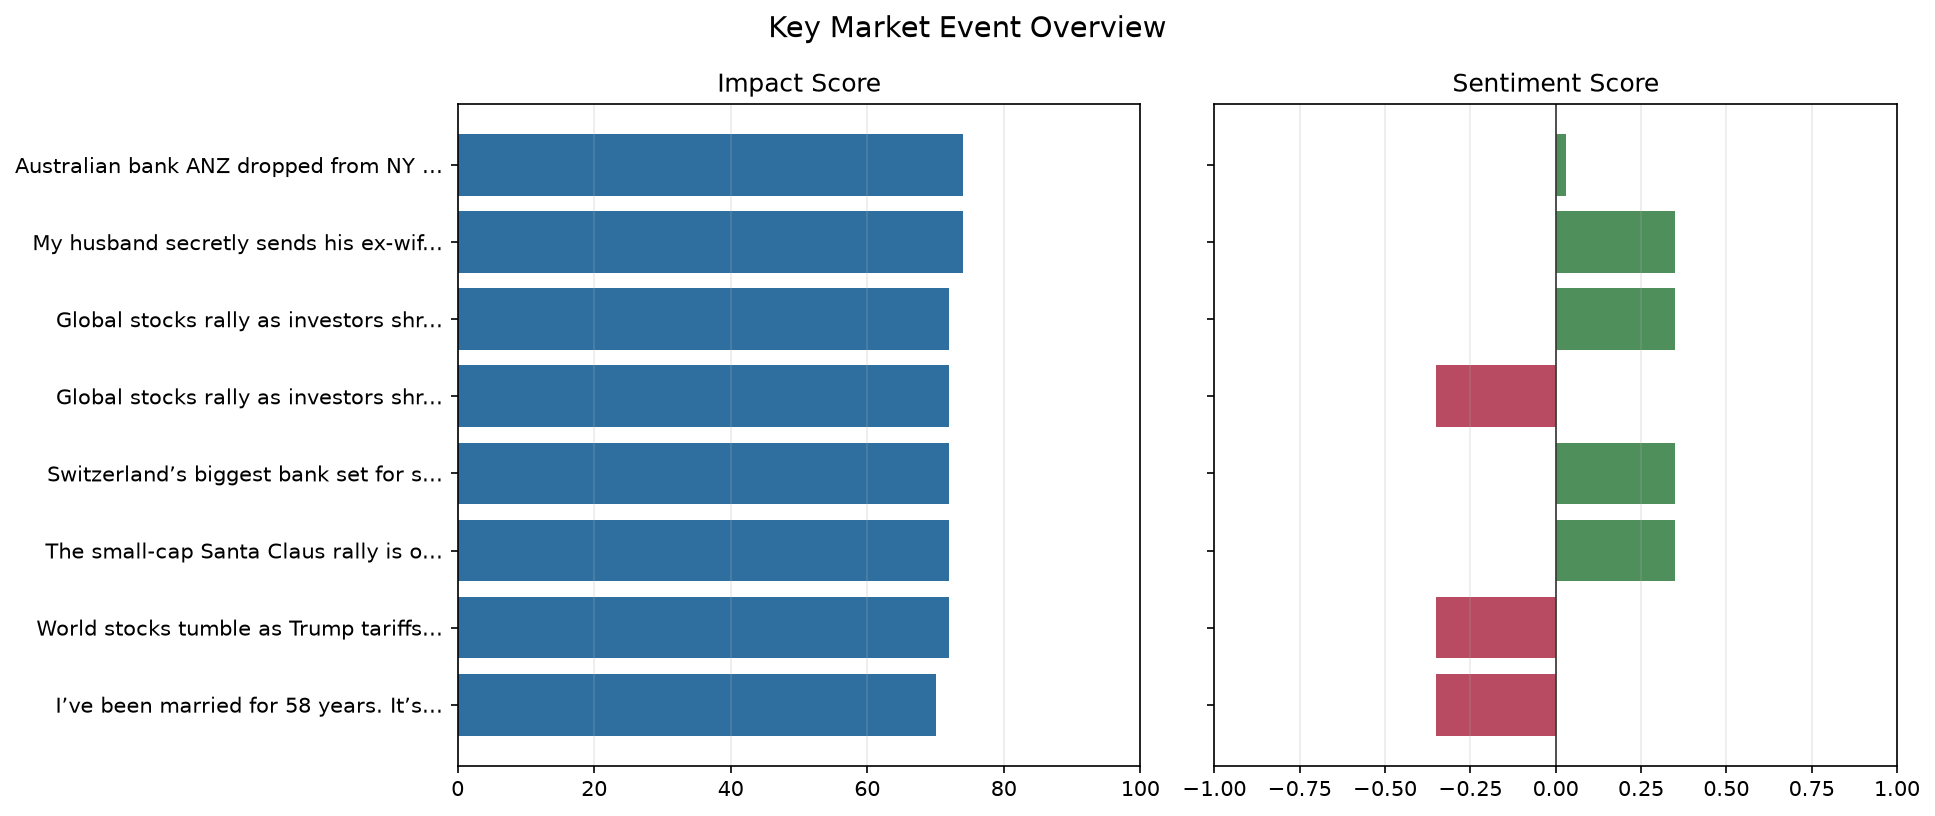 Key Market Event Overview
Impact Score
Sentiment Score
Australian bank ANZ dropped from NY ...
My husband secretly sends his ex-wif...
Global stocks rally as investors shr...
Global stocks rally as investors shr...
Switzerland’s biggest bank set for s...
The small-cap Santa Claus rally is o...
World stocks tumble as Trump tariffs...
I’ve been married for 58 years. It’s...
0 20 40 60 80 100
−1.00 −0.75 −0.50 −0.25 0.00 0.25 0.50 0.75 1.00